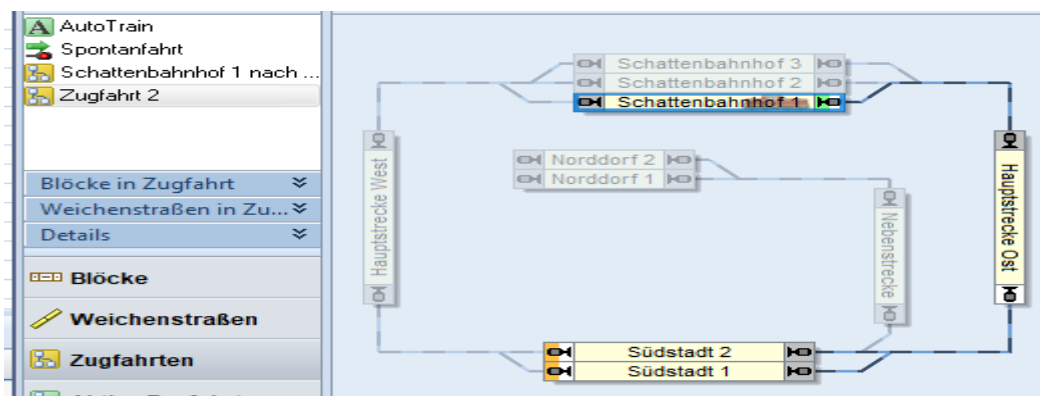 AutoTrain
Spontanfahrt
Schattenbahnhof 1 nach ...
Zugfahrt 2
Blöcke in Zugfahrt
Weichenstraßen in Zu...
Details
Blöcke
Weichenstraßen
Zugfahrten
Schattenbahnhof 3
Schattenbahnhof 2
Schattenbahnhof 1
Norddorf 2
Norddorf 1
Hauptstrecke West
Nebenstrecke
Hauptstrecke Ost
Südstadt 2
Südstadt 1